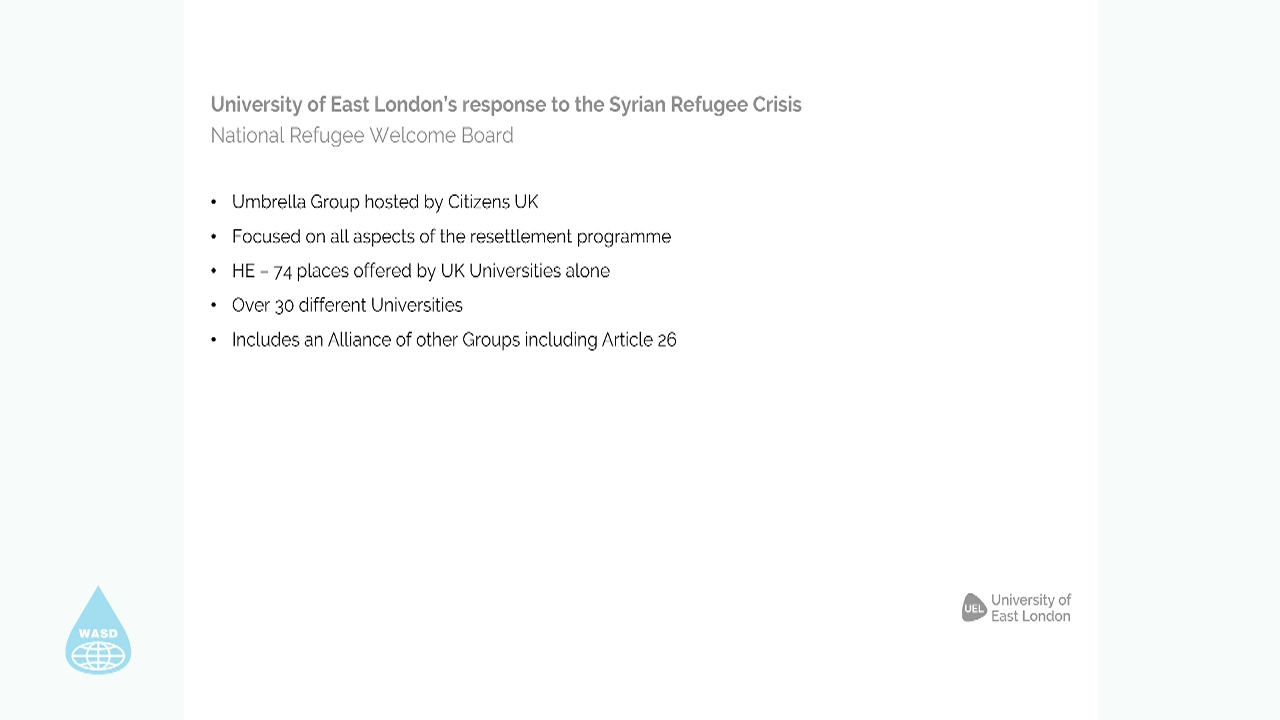 University of East London's response to the Syrian Refugee Crisis
National Refugee Welcome Board
• Umbrella Group hosted by Citizens UK
• Focused on all aspects of the resettlement programme
• HE – 74 places offered by UK Universities alone
• Over 30 different Universities
• Includes an Alliance of other Groups including Article 26
WASD
UEL
University of
East London